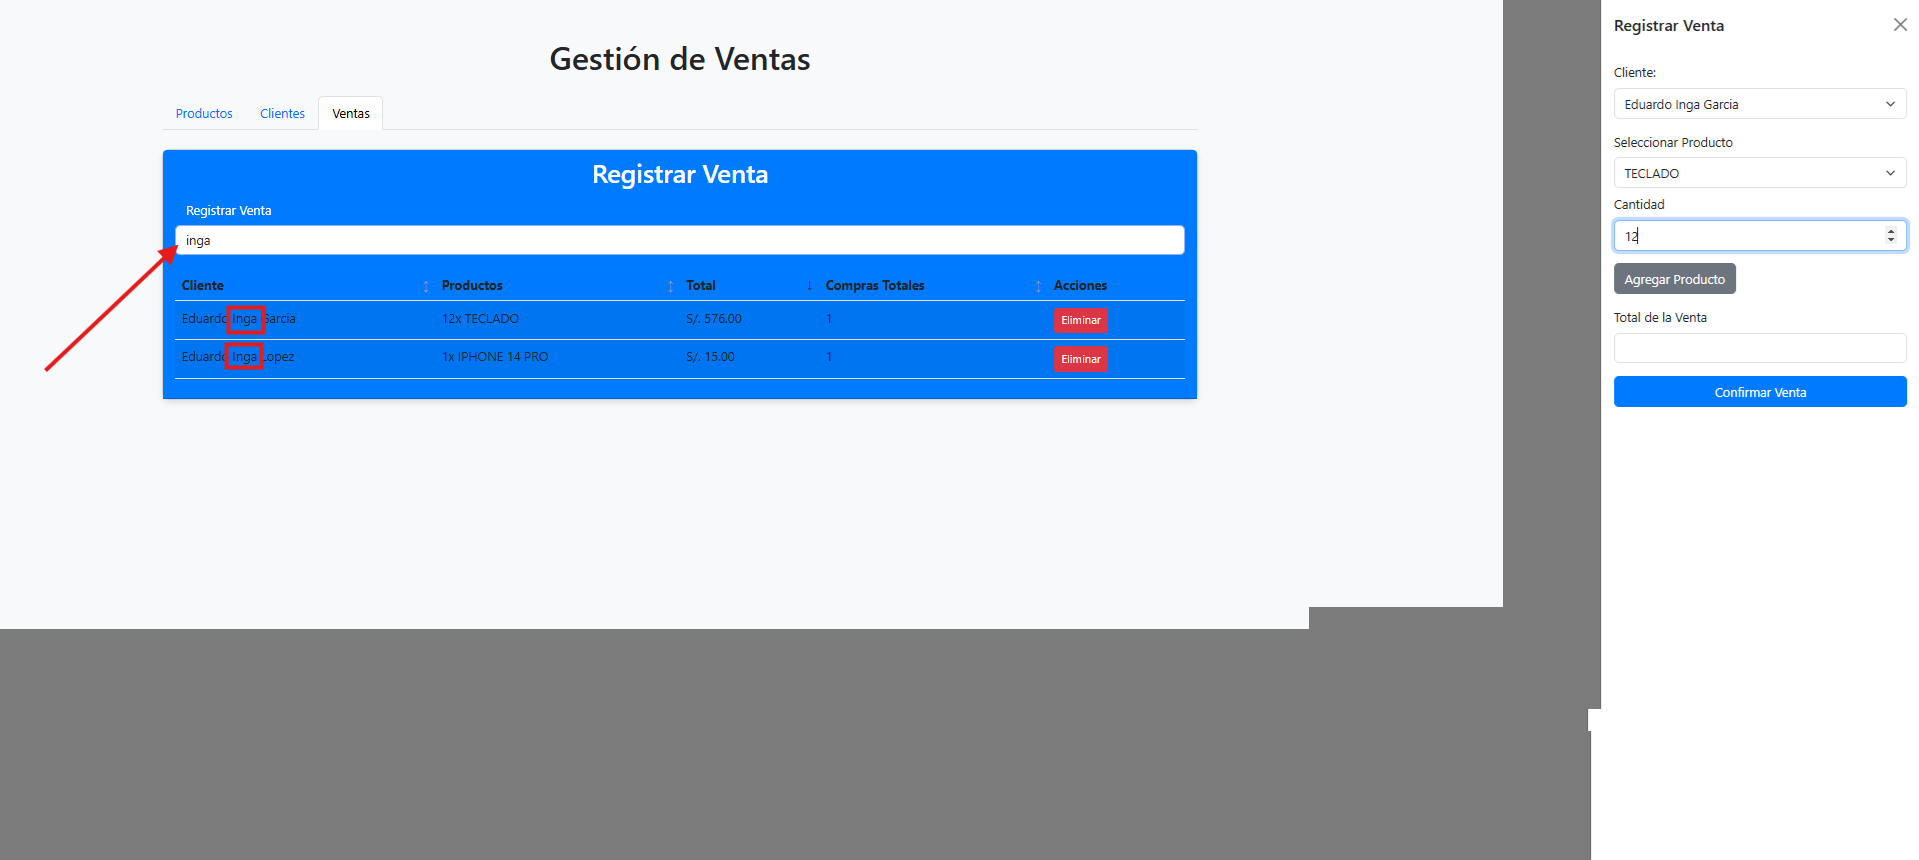 Gestión de Ventas
Productos Clientes Ventas
Registrar Venta
Registrar Venta
inga
Cliente Productos Total Compras Totales Acciones
Eduardo Inga Garcia 12x TECLADO S/. 576.00 1 Eliminar
Eduardo Inga Lopez 1x IPHONE 14 PRO S/. 15.00 1 Eliminar
Registrar Venta
Cliente:
Eduardo Inga Garcia
Seleccionar Producto
TECLADO
Cantidad
12
Agregar Producto
Total de la Venta
Confirmar Venta